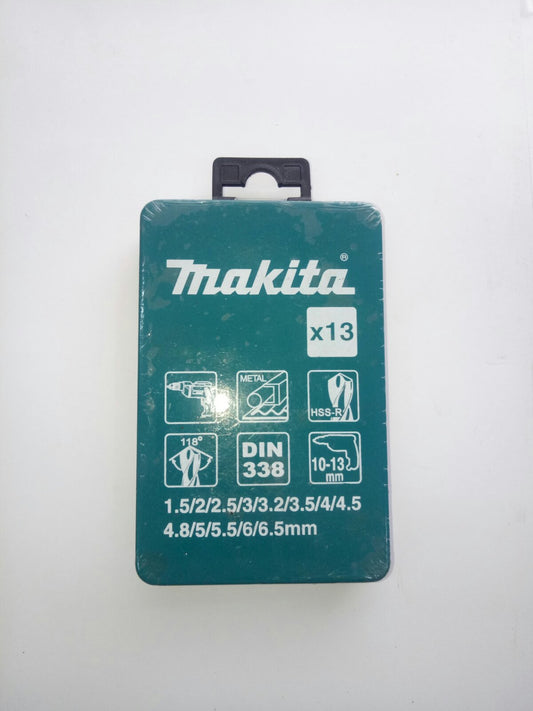 makita®
x13
METAL
HSS-R
118°
DIN
338
10-13
mm
1.5/2/2.5/3/3.2/3.5/4/4.5
4.8/5/5.5/6/6.5mm